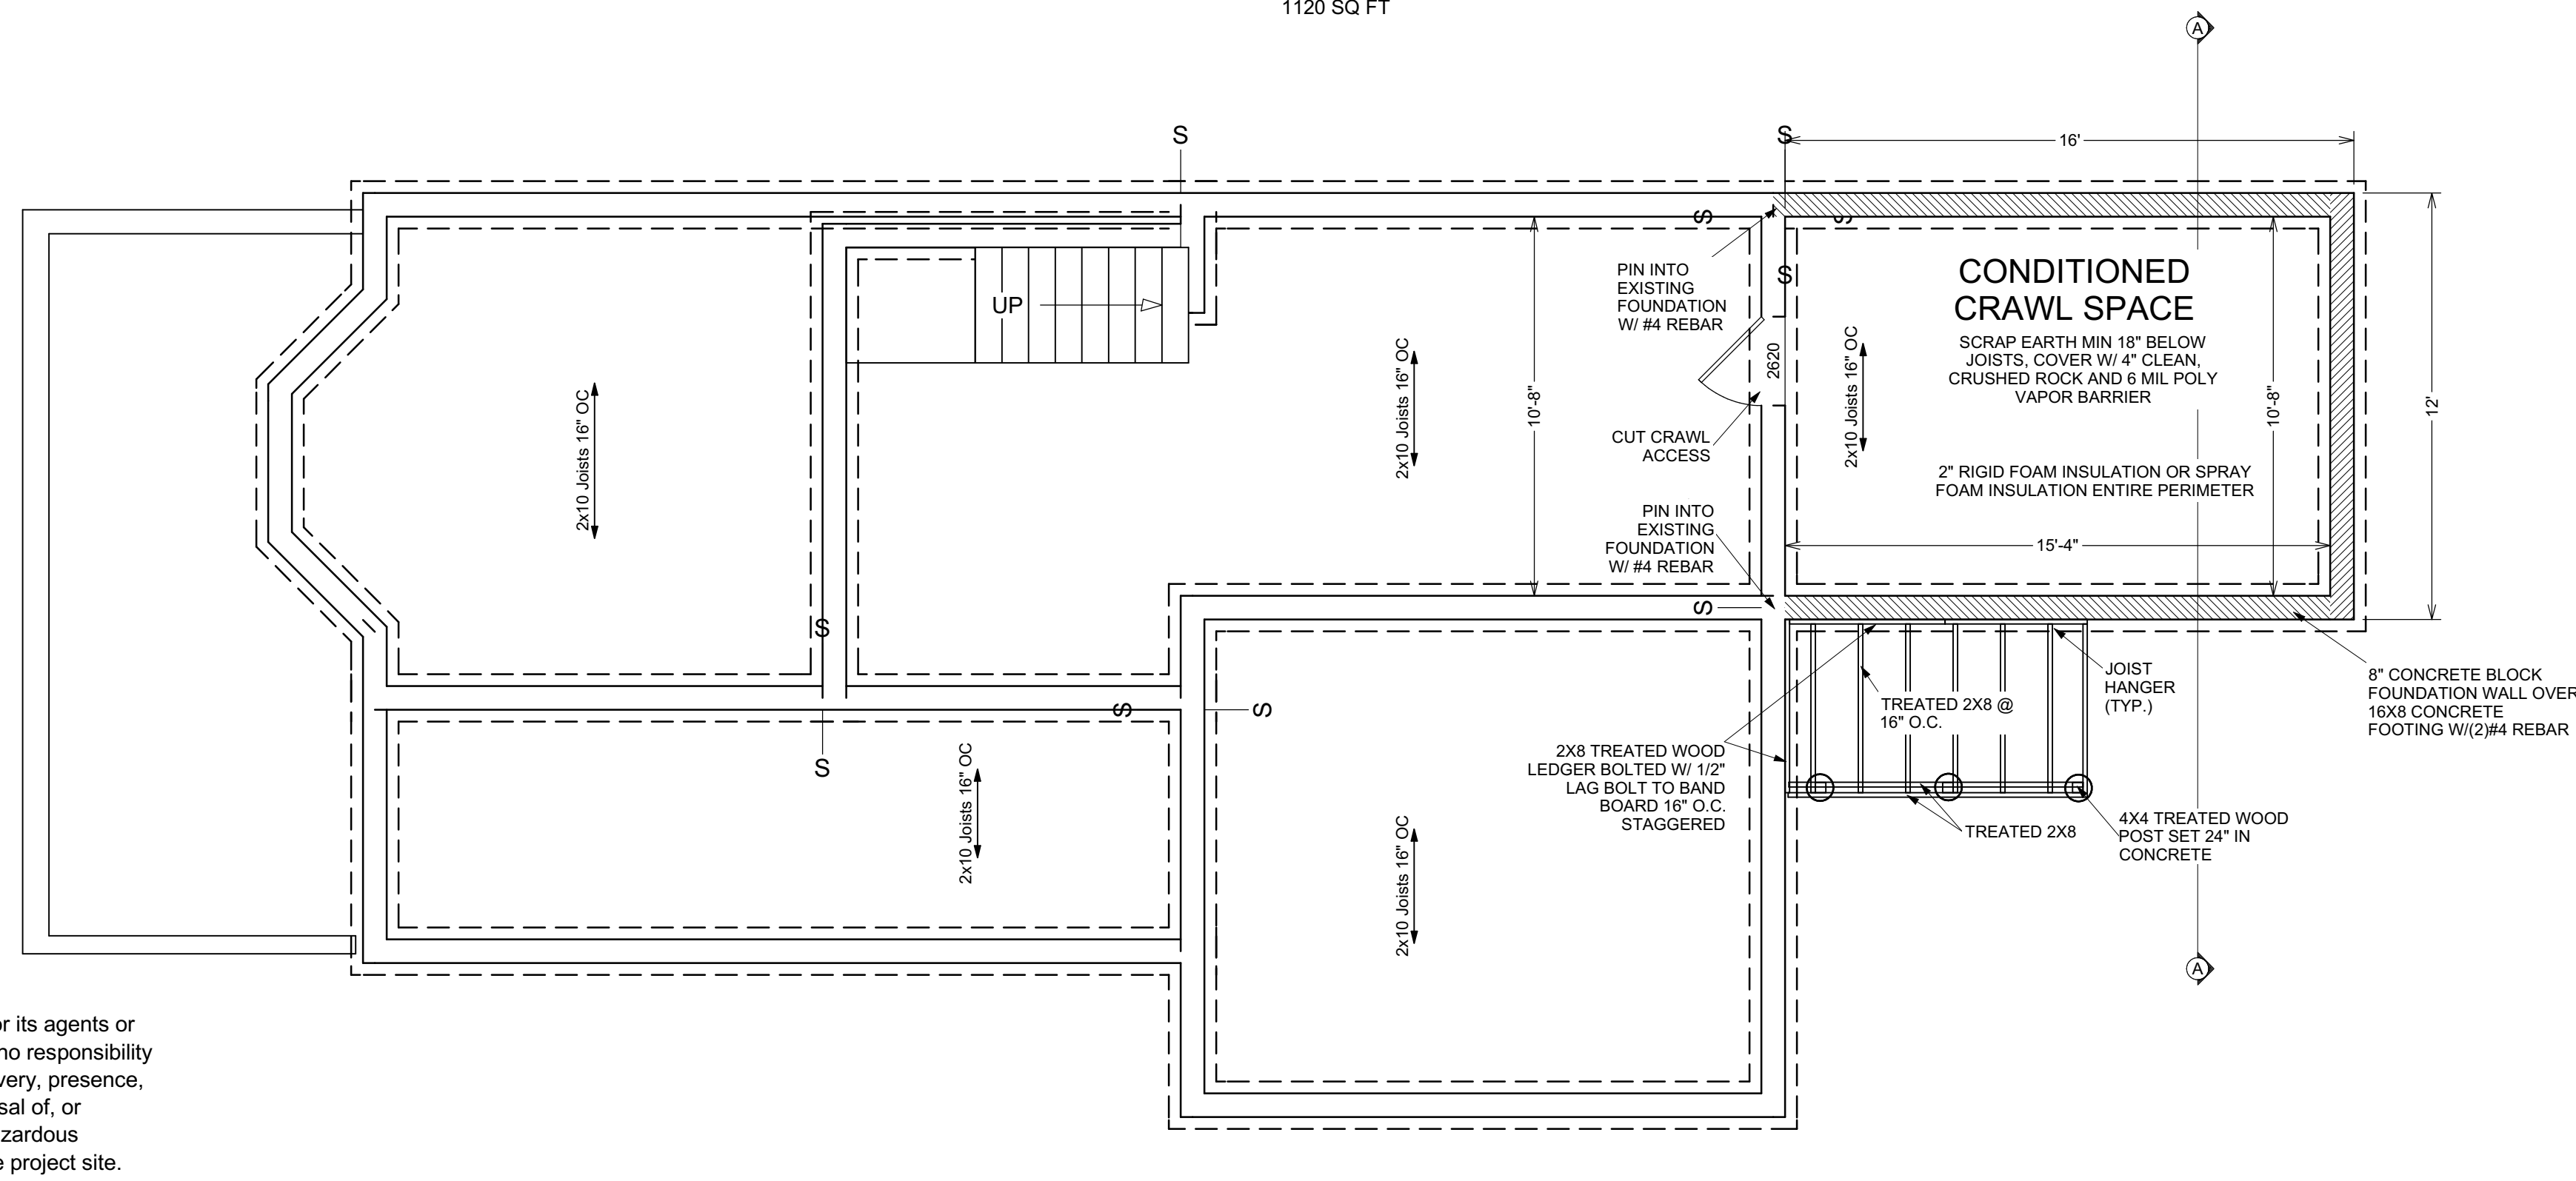 1120 SQ FT
A
S
S
16'
S
S
CONDITIONED
CRAWL SPACE
SCRAP EARTH MIN 18" BELOW
JOISTS, COVER W/ 4" CLEAN,
CRUSHED ROCK AND 6 MIL POLY
VAPOR BARRIER
2" RIGID FOAM INSULATION OR SPRAY
FOAM INSULATION ENTIRE PERIMETER
PIN INTO
EXISTING
FOUNDATION
W/ #4 REBAR
S
UP
2620
2x10 Joists 16" OC
2x10 Joists 16" OC
2x10 Joists 16" OC
10'-8"
10'-8"
12'
CUT CRAWL
ACCESS
PIN INTO
EXISTING
FOUNDATION
W/ #4 REBAR
15'-4"
S
S
JOIST
HANGER
(TYP.)
8" CONCRETE BLOCK
FOUNDATION WALL OVER
16X8 CONCRETE
FOOTING W/(2)#4 REBAR
TREATED 2X8 @
16" O.C.
S
S
S
2X8 TREATED WOOD
LEDGER BOLTED W/ 1/2"
LAG BOLT TO BAND
BOARD 16" O.C.
STAGGERED
2x10 Joists 16" OC
2x10 Joists 16" OC
TREATED 2X8
4X4 TREATED WOOD
POST SET 24" IN
CONCRETE
A
or its agents or
no responsibility
very, presence,
sal of, or
zardous
e project site.